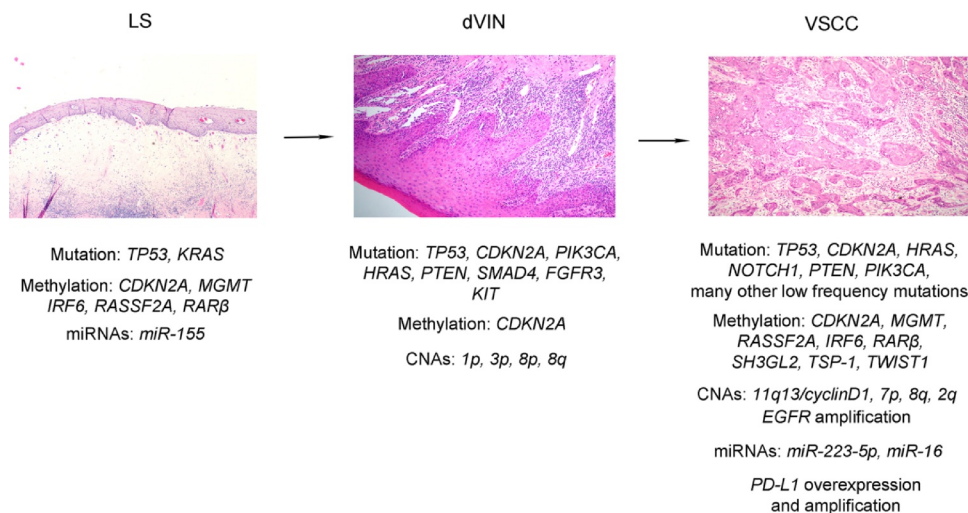 LS
Mutation: TP53, KRAS
Methylation: CDKN2A, MGMT
IRF6, RASSF2A, RARβ
miRNAs: miR-155
dVIN
Mutation: TP53, CDKN2A, PIK3CA,
HRAS, PTEN, SMAD4, FGFR3,
KIT
Methylation: CDKN2A
CNAs: 1p, 3p, 8p, 8q
VSCC
Mutation: TP53, CDKN2A, HRAS,
NOTCH1, PTEN, PIK3CA,
many other low frequency mutations
Methylation: CDKN2A, MGMT,
RASSF2A, IRF6, RARβ,
SH3GL2, TSP-1, TWIST1
CNAs: 11q13/cyclinD1, 7p, 8q, 2q
EGFR amplification
miRNAs: miR-223-5p, miR-16
PD-L1 overexpression
and amplification